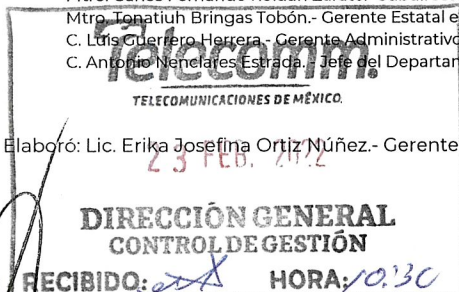 Mtro. Tonatiuh Bringas Tobón.- Gerente Estatal e
C. Luis Guerrero Herrera.- Gerente Administrativo
C. Antonio Nenclares Estrada.- Jefe del Departan
Telecomm.
TELECOMUNICACIONES DE MÉXICO.
Elaboró: Lic. Erika Josefina Ortiz Núñez.- Gerente
23 FEB. 2022
DIRECCIÓN GENERAL
CONTROL DE GESTIÓN
RECIBIDO: HORA: 10:30